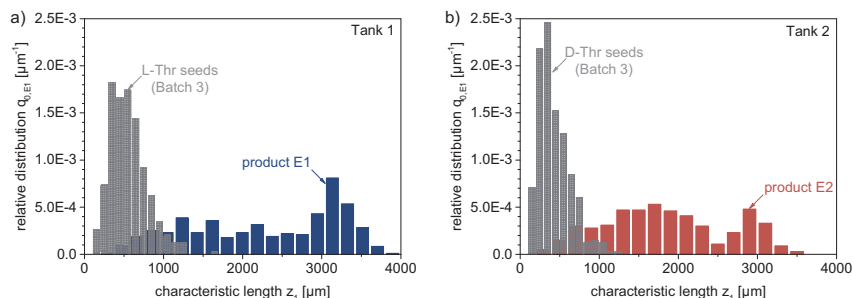 a)
Tank 1
relative distribution q0,E1 [µm-1]
2.5E-3
2.0E-3
1.5E-3
1.0E-3
5.0E-4
0.0
L-Thr seeds
(Batch 3)
product E1
0 1000 2000 3000 4000
characteristic length z1 [µm]
b)
Tank 2
relative distribution q0,E1 [µm-1]
2.5E-3
2.0E-3
1.5E-3
1.0E-3
5.0E-4
0.0
D-Thr seeds
(Batch 3)
product E2
0 1000 2000 3000 4000
characteristic length z1 [µm]